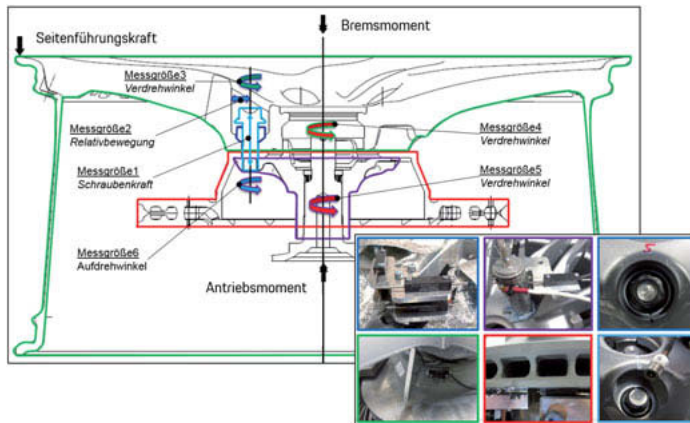 Bremsmoment
Seitenführungskraft
Messgröße3
Verdrehwinkel
Messgröße2
Relativbewegung
Messgröße4
Verdrehwinkel
Messgröße1
Schraubenkraft
Messgröße5
Verdrehwinkel
Messgröße6
Aufdrehwinkel
Antriebsmoment